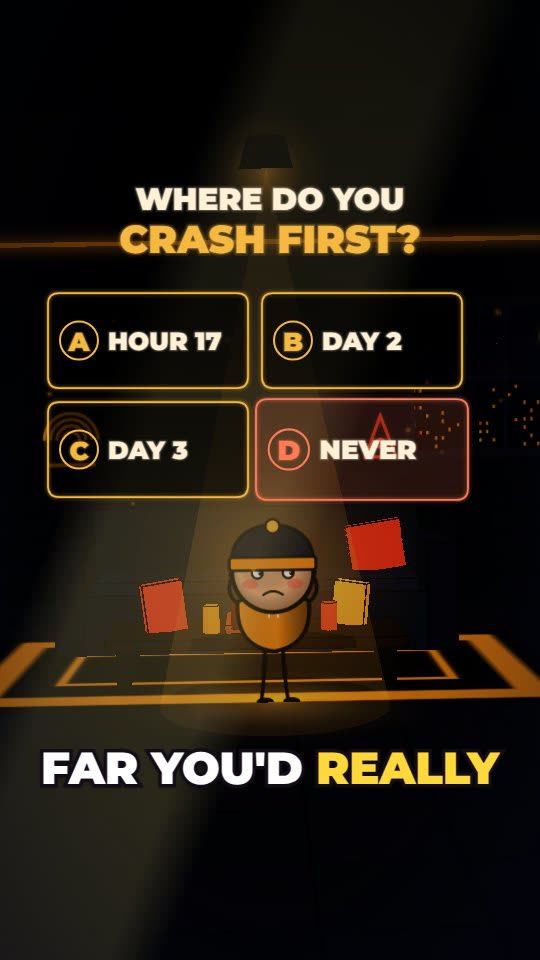 WHERE DO YOU
CRASH FIRST?
A HOUR 17
B DAY 2
C DAY 3
D NEVER
FAR YOU'D REALLY